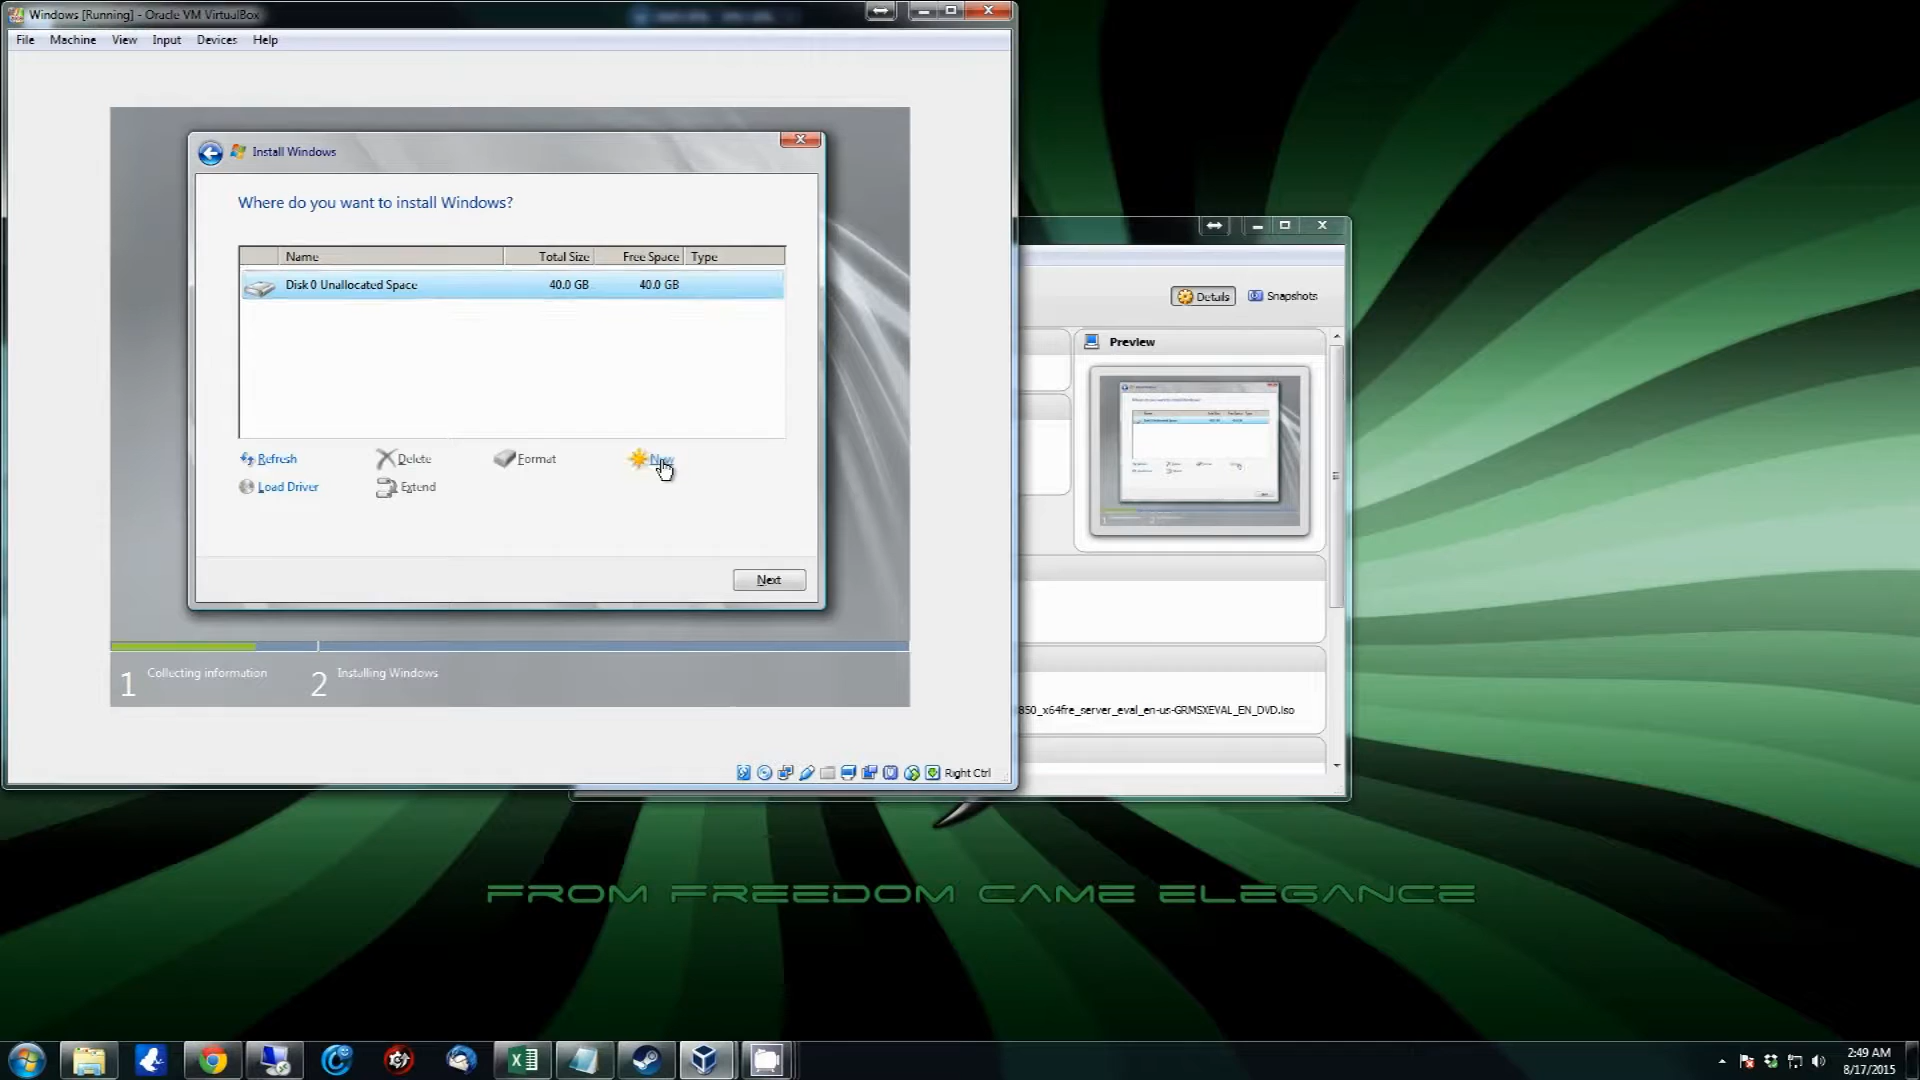 Windows [Running] - Oracle VM VirtualBox
File Machine View Input Devices Help
Install Windows
Where do you want to install Windows?
Name Total Size Free Space Type
Disk 0 Unallocated Space 40.0 GB 40.0 GB
Refresh Delete Format New
Load Driver Extend
Next
1 Collecting information 2 Installing Windows
Right Ctrl
Details Snapshots
Preview
850_x64fre_server_eval_en-us-GRMSXEVAL_EN_DVD.iso
FROM FREEDOM CAME ELEGANCE
2:49 AM
8/17/2015